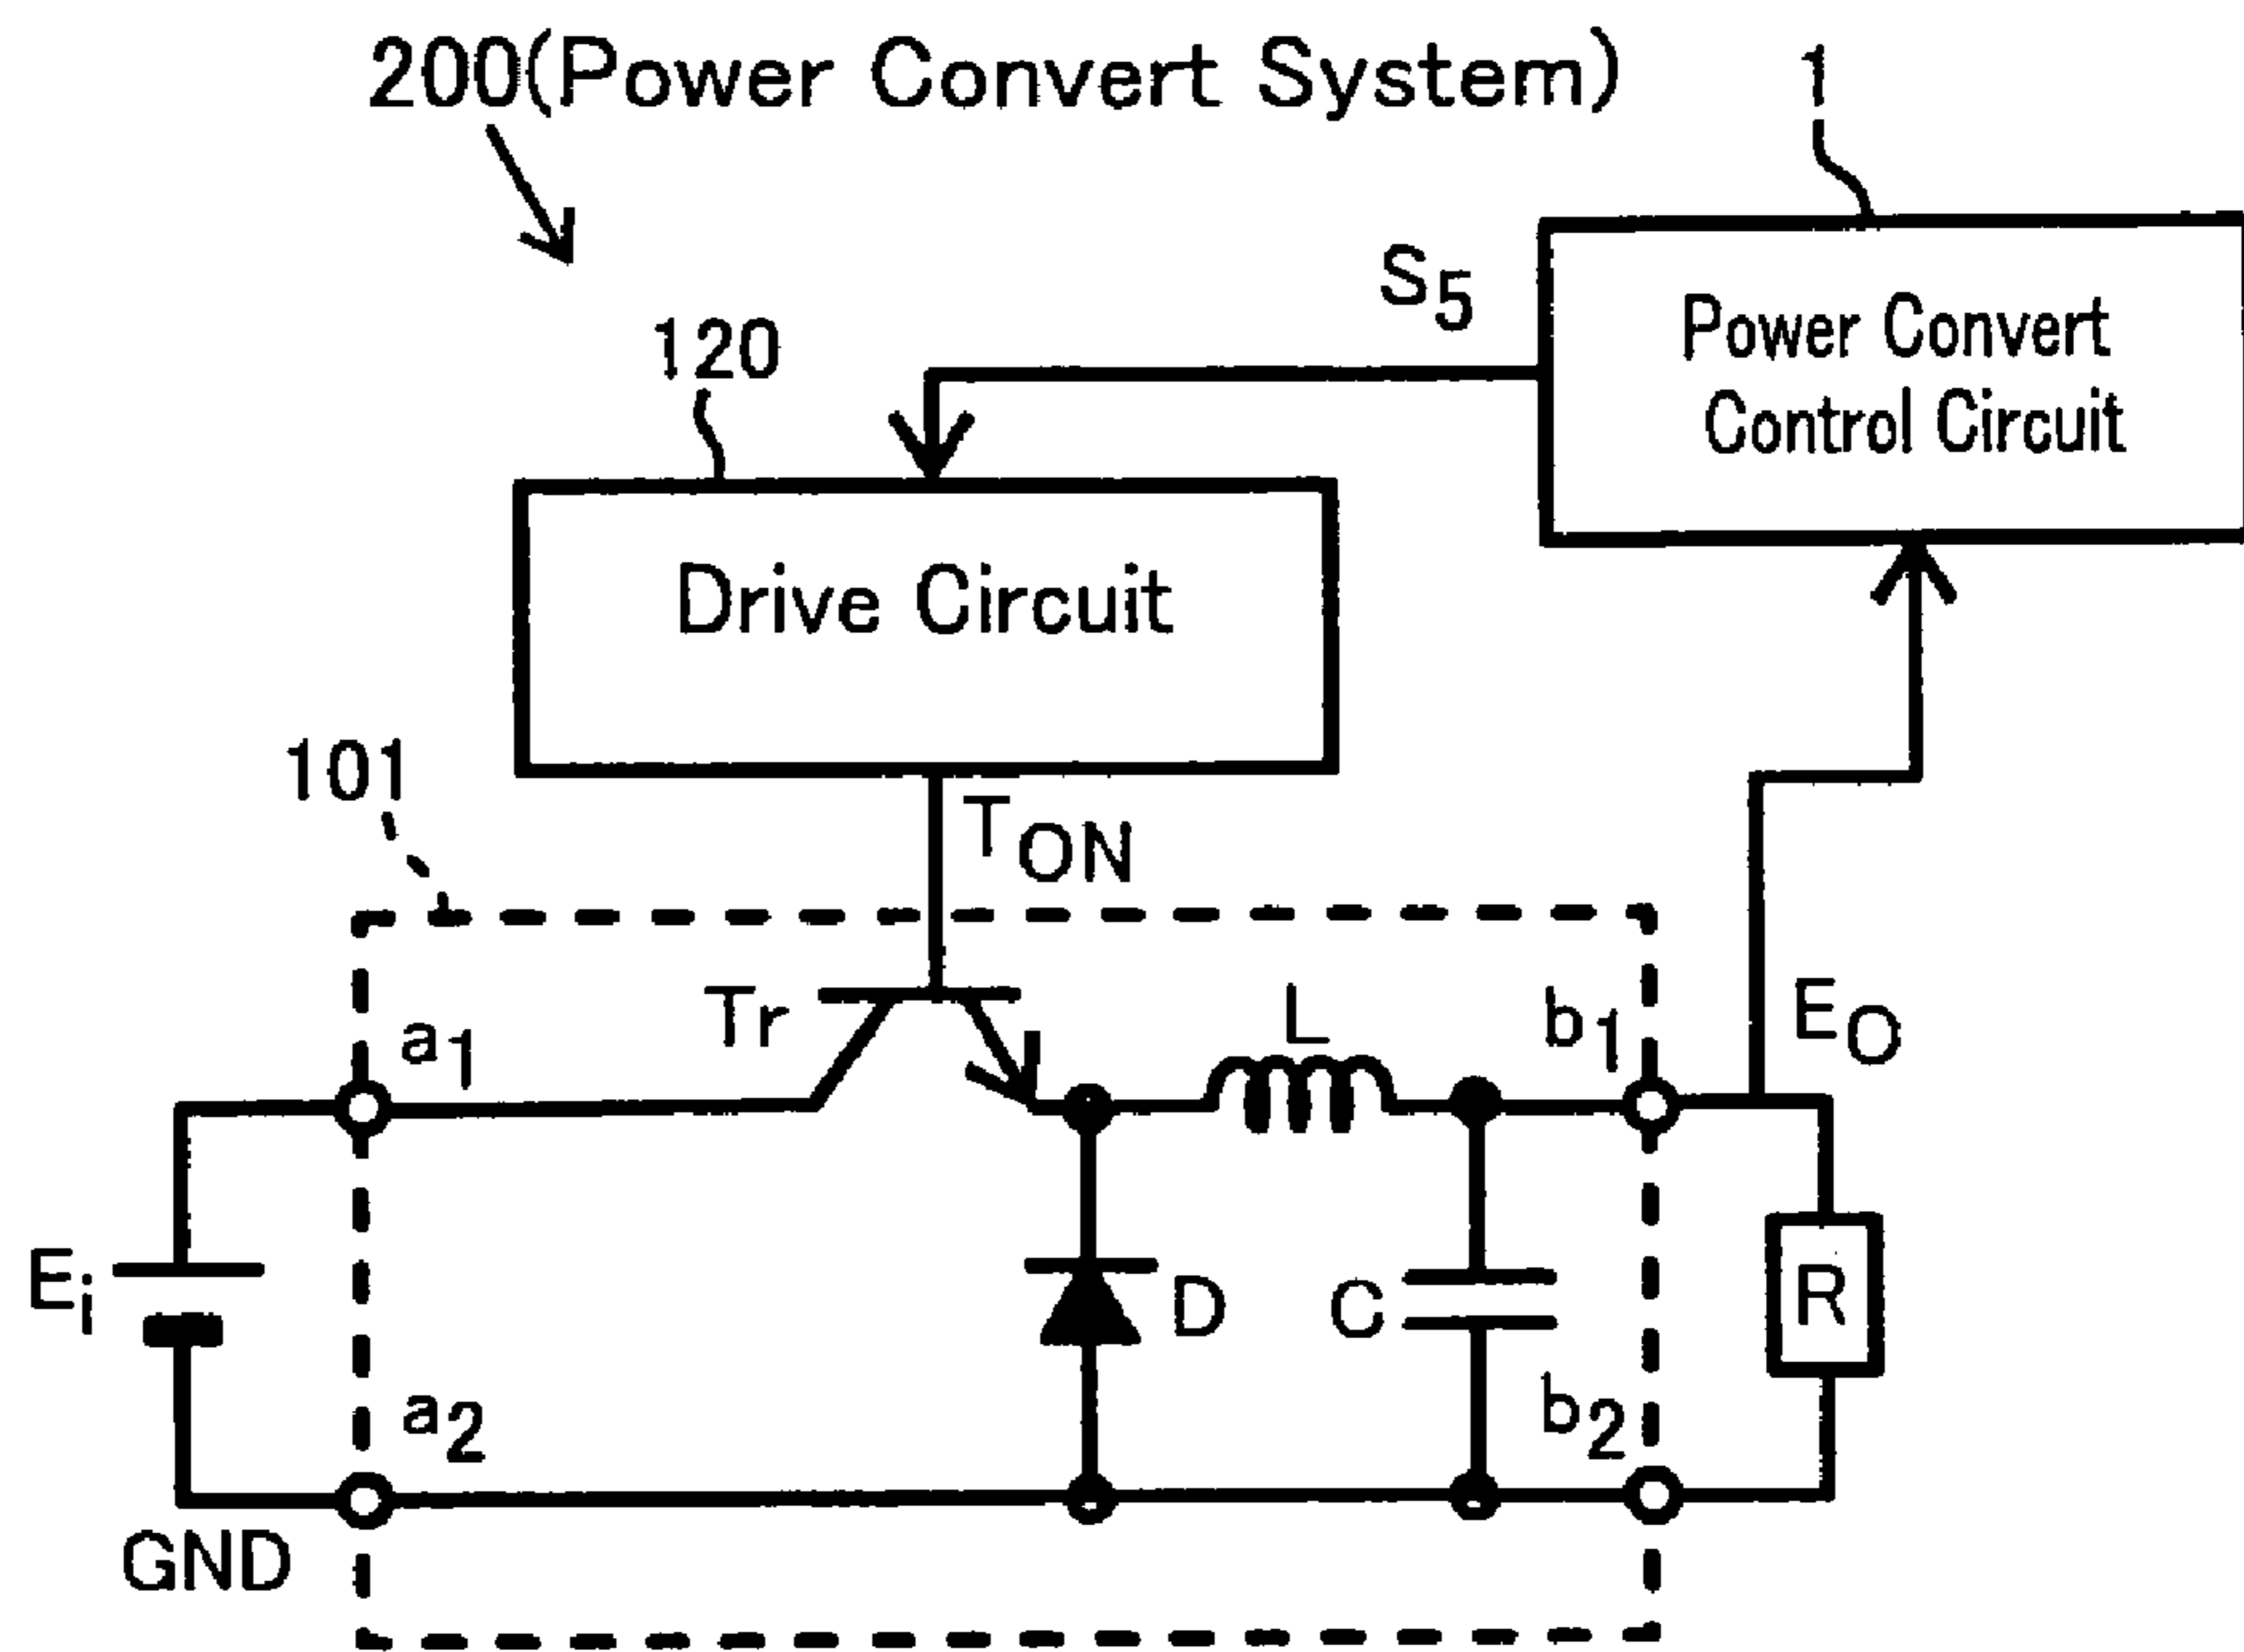 200(Power Convert System)
1
S5
Power Convert
Control Circuit
120
Drive Circuit
101
TON
Tr
L
a1
b1
EO
Ei
D
C
R
a2
b2
GND